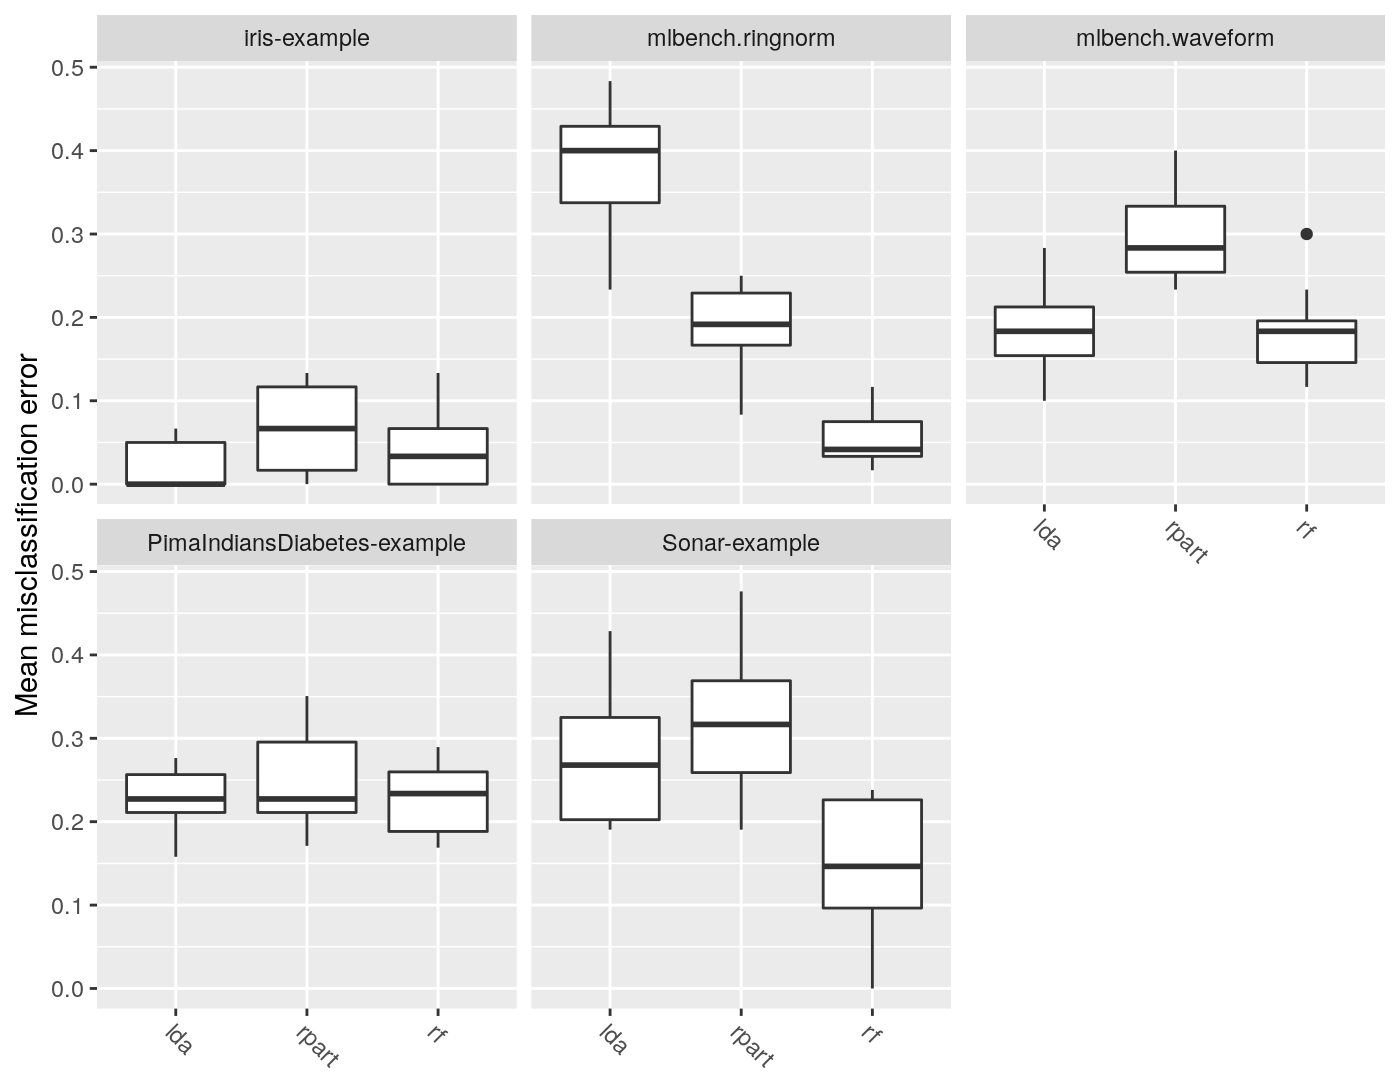 Mean misclassification error
iris-example
mlbench.ringnorm
mlbench.waveform
0.5
0.4
0.3
0.2
0.1
0.0
lda
rpart
rf
PimaIndiansDiabetes-example
Sonar-example
0.5
0.4
0.3
0.2
0.1
0.0
lda
rpart
rf
lda
rpart
rf